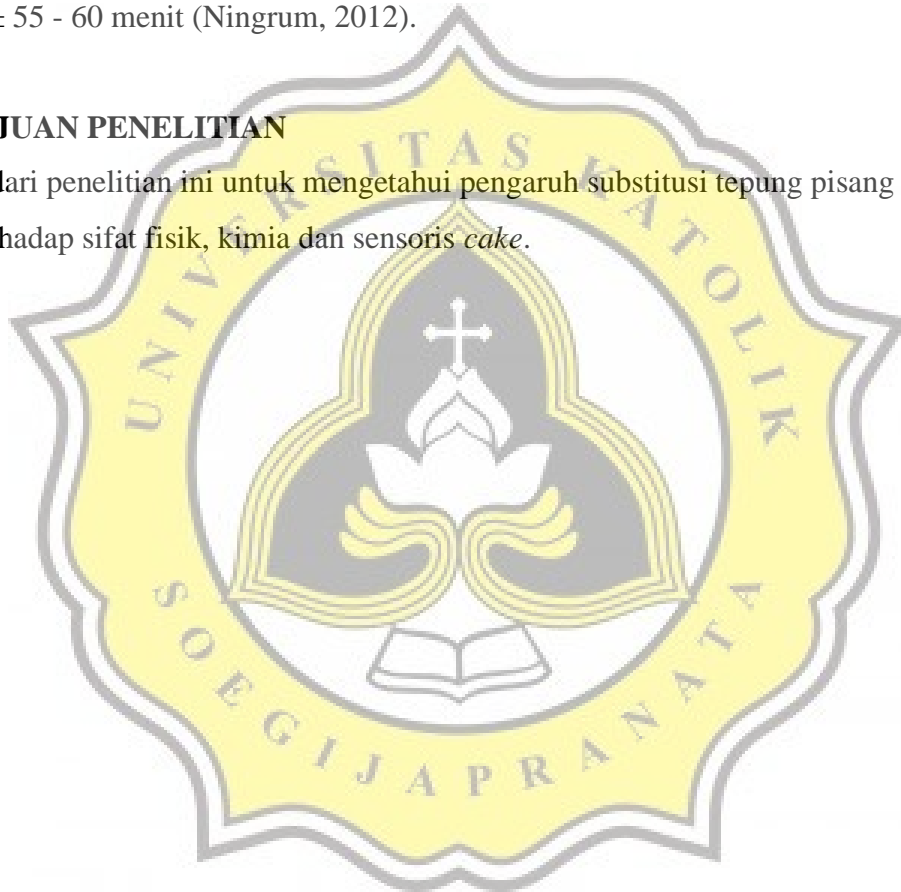 ± 55 - 60 menit (Ningrum, 2012).
JUAN PENELITIAN
dari penelitian ini untuk mengetahui pengaruh substitusi tepung pisang
hadap sifat fisik, kimia dan sensoris cake.
UNIVERSITAS KATOLIK
SOEGIJAPRANATA